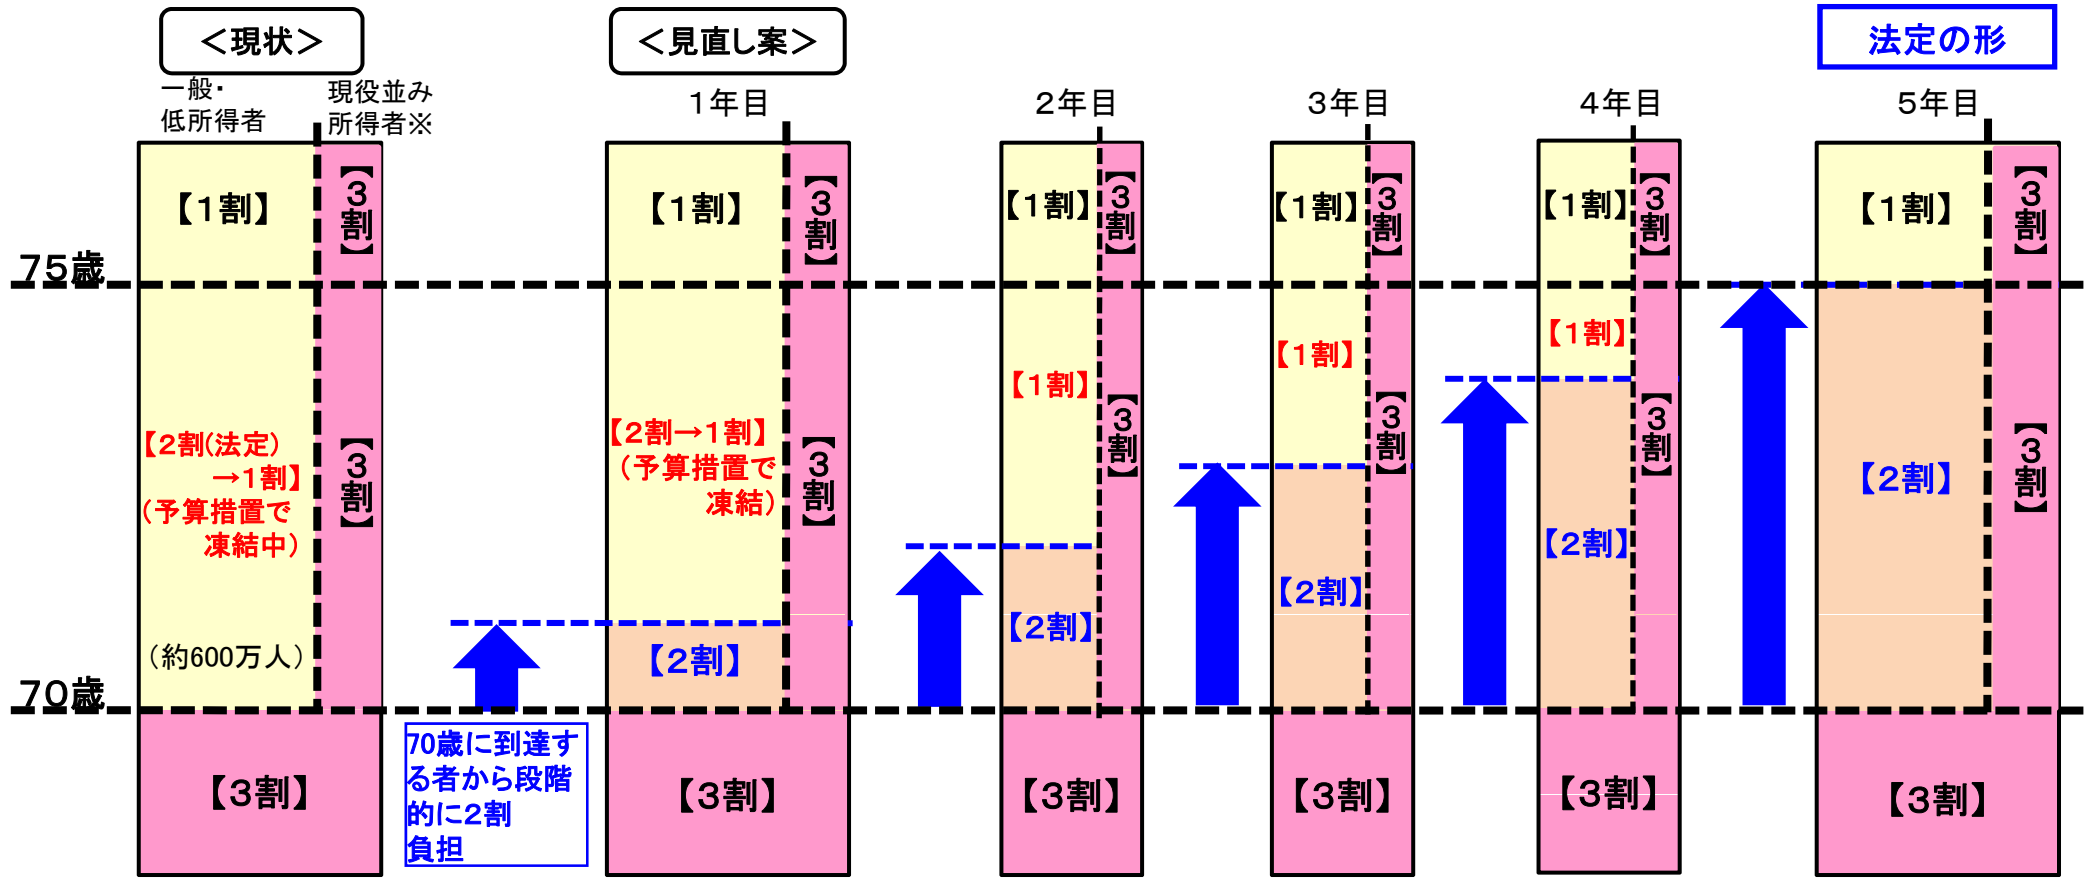 ＜現状＞
＜見直し案＞
法定の形
一般・
低所得者
現役並み
所得者※
1年目
2年目
3年目
4年目
5年目
75歳
70歳
【1割】
【3割】
【2割(法定)
→1割】
（予算措置で
凍結中）
【3割】
（約600万人）
【3割】
70歳に到達す
る者から段階
的に2割
負担
【1割】
【3割】
【2割→1割】
（予算措置で
凍結）
【3割】
【2割】
【3割】
【1割】
【3割】
【1割】
【3割】
【2割】
【3割】
【1割】
【3割】
【1割】
【3割】
【2割】
【3割】
【1割】
【3割】
【1割】
【3割】
【2割】
【3割】
【1割】
【3割】
【2割】
【3割】
【3割】